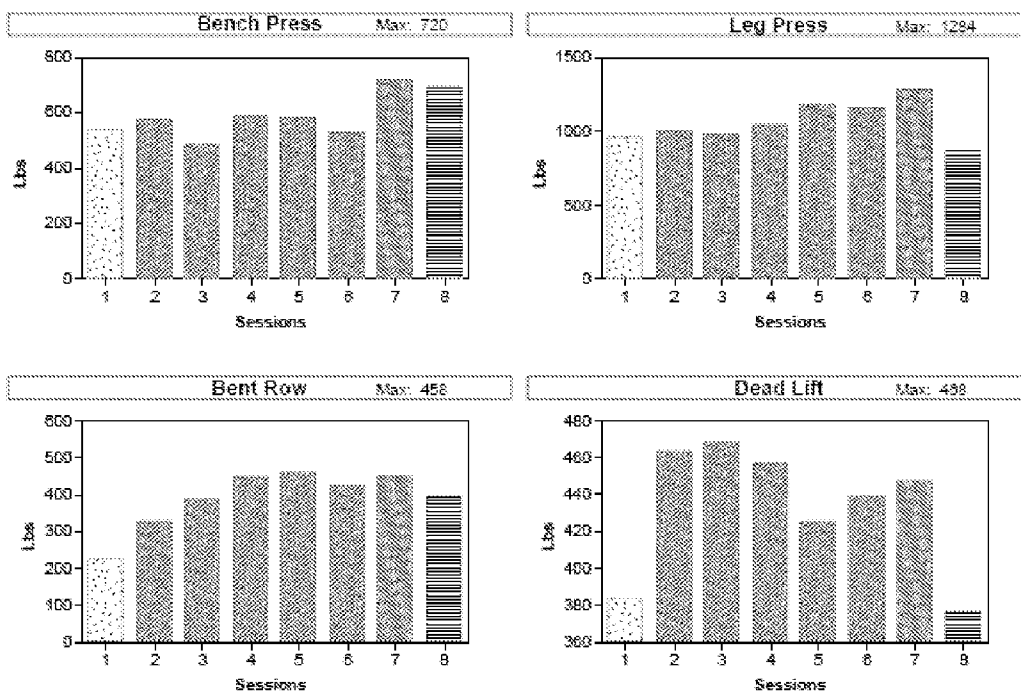 Bench Press Max: 720
800
600
400
200
0
Lbs
1 2 3 4 5 6 7 8
Sessions
Leg Press Max: 1284
1500
1000
500
0
Lbs
1 2 3 4 5 6 7 8
Sessions
Bent Row Max:
600
500
400
300
200
100
0
Lbs
1 2 3 4 5 6 7 8
Sessions
Dead Lift Max: 468
480
460
440
420
400
380
360
Lbs
1 2 3 4 5 6 7 8
Sessions